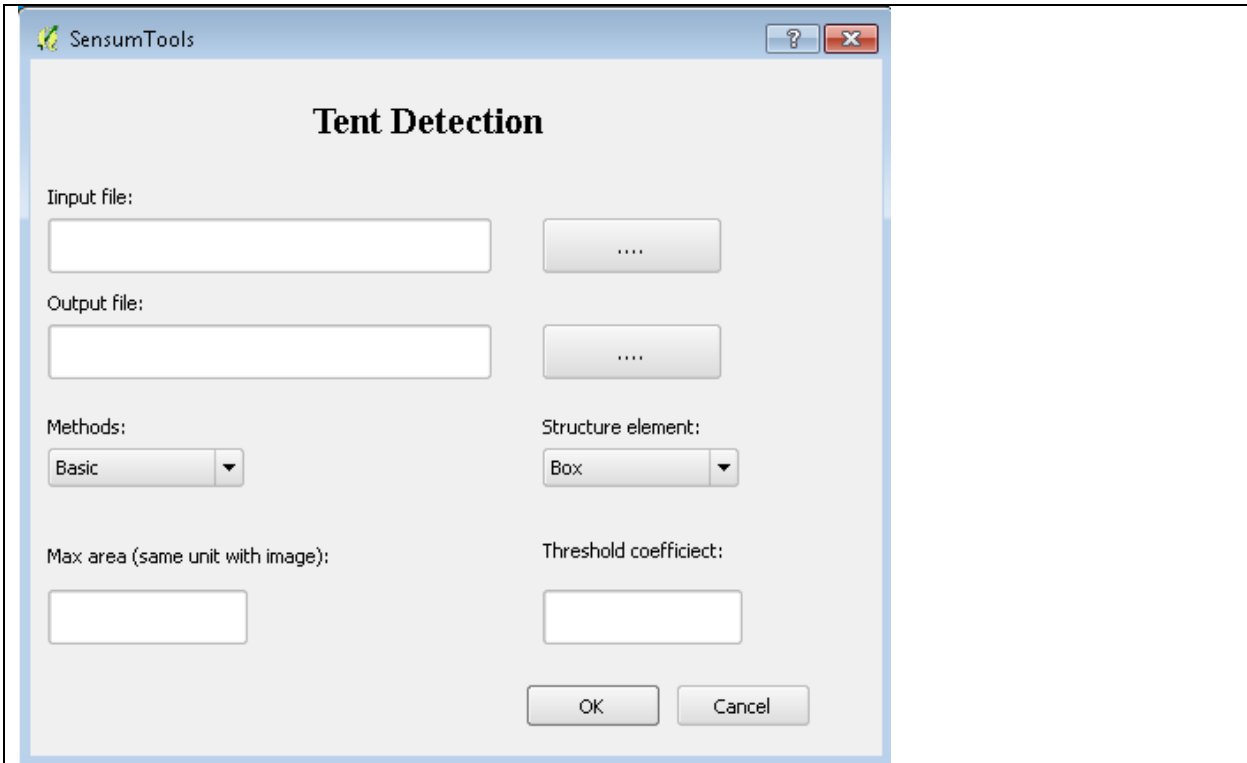 SensumTools
Tent Detection
Iinput file:
....
Output file:
....
Methods:
Structure element:
Basic
Box
Max area (same unit with image):
Threshold coefficiect:
OK
Cancel